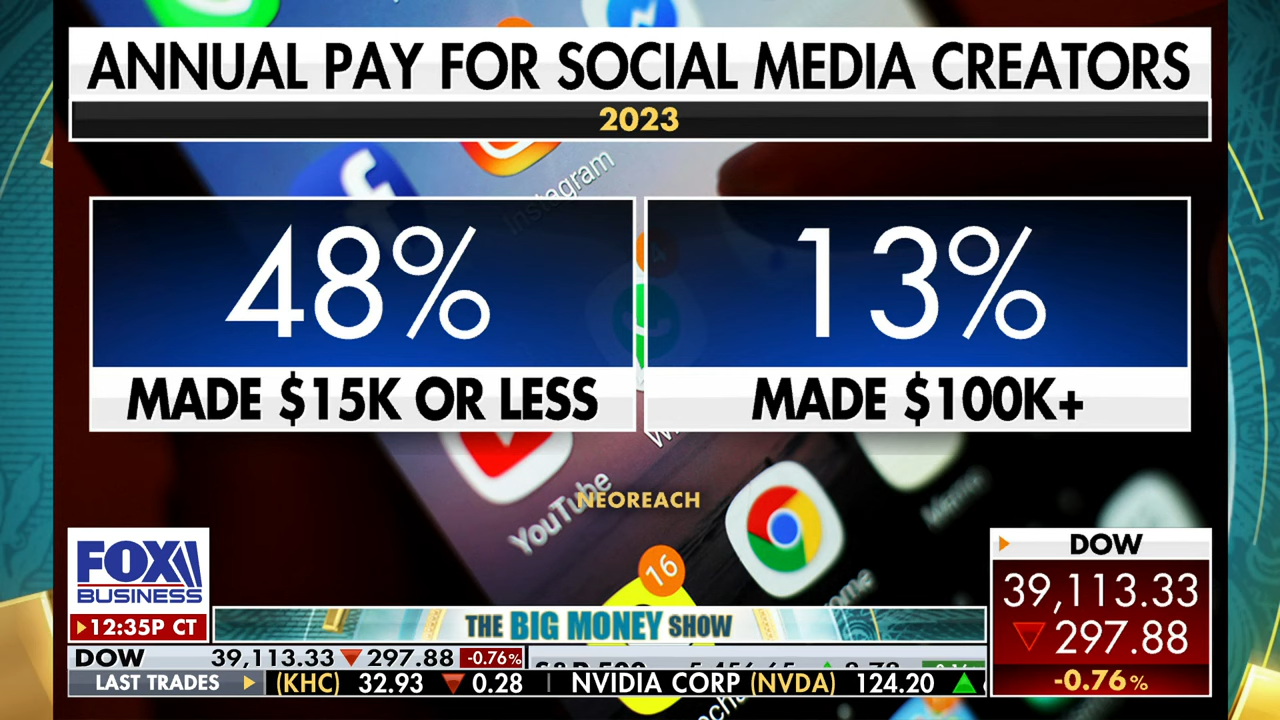 ANNUAL PAY FOR SOCIAL MEDIA CREATORS
2023
Instagram
48%
13%
MADE $15K OR LESS
MADE $100K+
YouTube
NEOREACH
16
FOX
BUSINESS
12:35P CT
THE BIG MONEY SHOW
DOW
39,113.33
297.88
-0.76%
DOW 39,113.33 297.88 -0.76%
LAST TRADES (KHC) 32.93 0.28 NVIDIA CORP (NVDA) 124.20